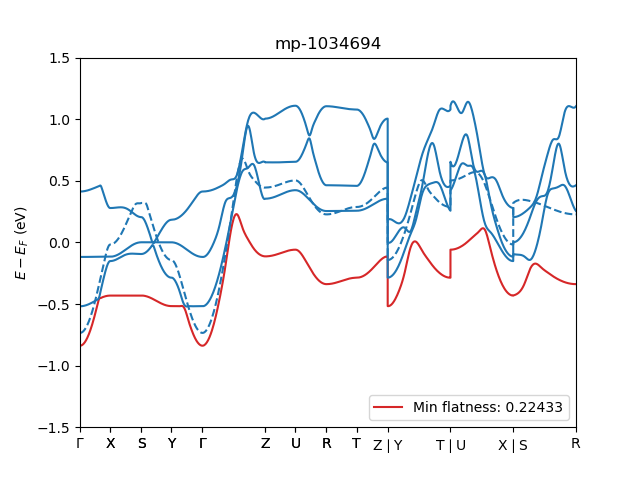 mp-1034694
E − E_F (eV)
1.5
1.0
0.5
0.0
−0.5
−1.0
−1.5
Min flatness: 0.22433
Γ X S Y Γ Z U R T Z | Y T | U X | S R